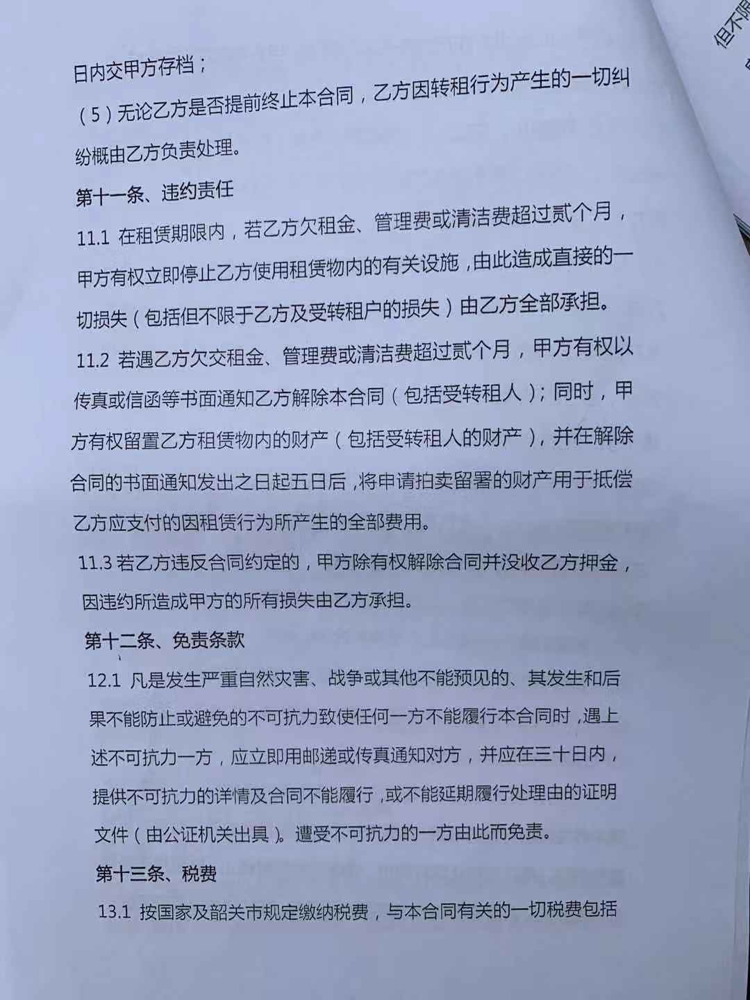 日内交甲方存档；
（5）无论乙方是否提前终止本合同，乙方因转租行为产生的一切纠
纷概由乙方负责处理。
第十一条、违约责任
11.1 在租赁期限内，若乙方欠租金、管理费或清洁费超过贰个月，
甲方有权立即停止乙方使用租赁物内的有关设施，由此造成直接的一
切损失（包括但不限于乙方及受转租户的损失）由乙方全部承担。
11.2 若遇乙方欠交租金、管理费或清洁费超过贰个月，甲方有权以
传真或信函等书面通知乙方解除本合同（包括受转租人）；同时，甲
方有权留置乙方租赁物内的财产（包括受转租人的财产），并在解除
合同的书面通知发出之日起五日后，将申请拍卖留署的财产用于抵偿
乙方应支付的因租赁行为所产生的全部费用。
11.3 若乙方违反合同约定的，甲方除有权解除合同并没收乙方押金，
因违约所造成甲方的所有损失由乙方承担。
第十二条、免责条款
12.1 凡是发生严重自然灾害、战争或其他不能预见的、其发生和后
果不能防止或避免的不可抗力致使任何一方不能履行本合同时，遇上
述不可抗力一方，应立即用邮递或传真通知对方，并应在三十日内，
提供不可抗力的详情及合同不能履行，或不能延期履行处理由的证明
文件（由公证机关出具）。遭受不可抗力的一方由此而免责。
第十三条、税费
13.1 按国家及韶关市规定缴纳税费，与本合同有关的一切税费包括
但不限